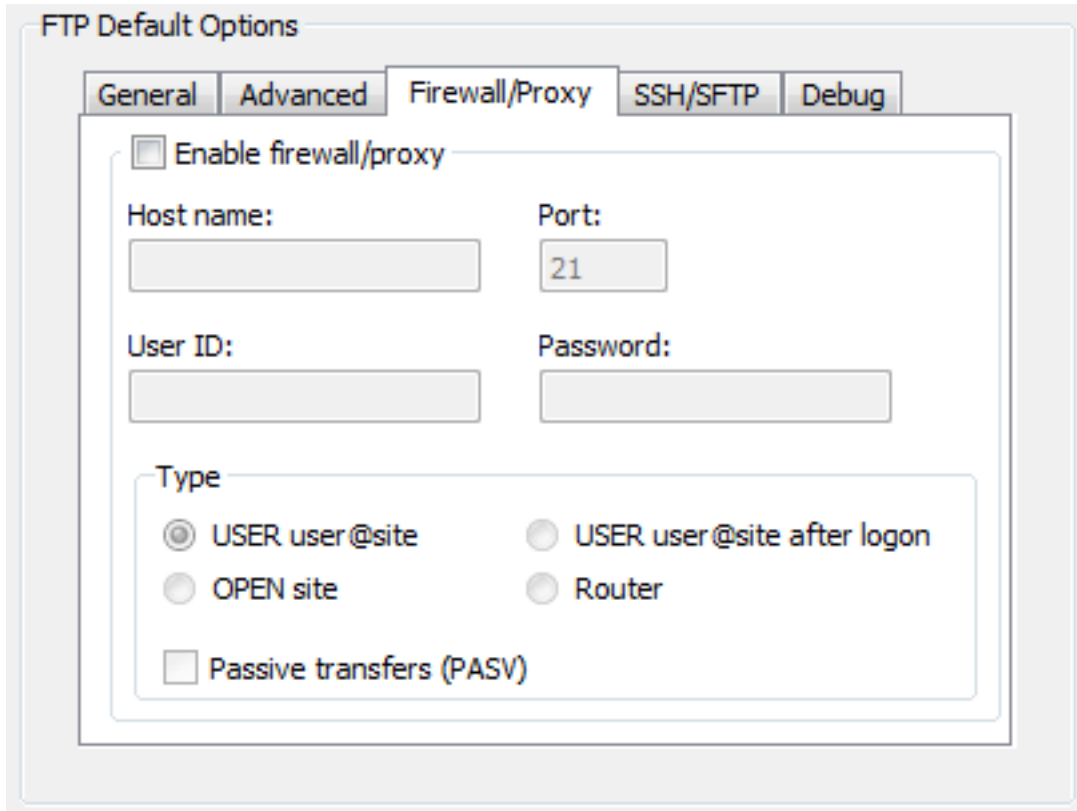 FTP Default Options
General Advanced Firewall/Proxy SSH/SFTP Debug
Enable firewall/proxy
Host name: Port:
21
User ID: Password:
Type
USER user@site USER user@site after logon
OPEN site Router
Passive transfers (PASV)